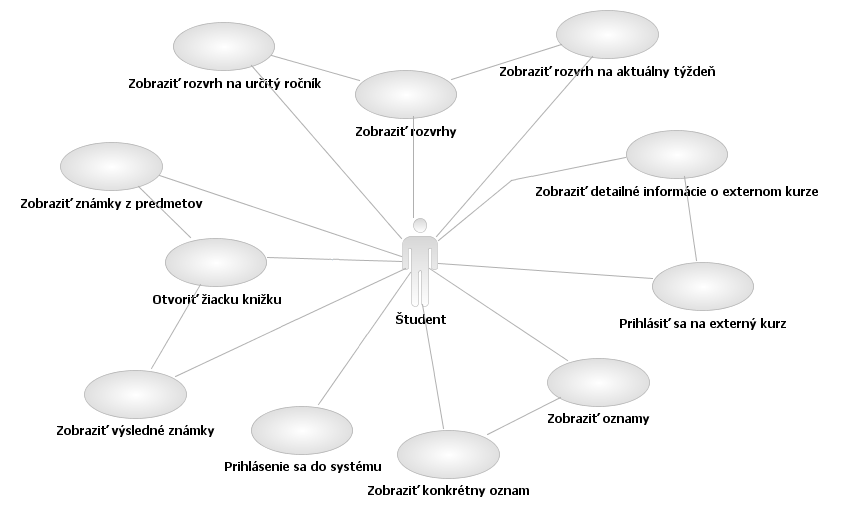 Zobraziť rozvrh na aktuálny týždeň
Zobraziť rozvrh na určitý ročník
Zobraziť rozvrhy
Zobraziť detailné informácie o externom kurze
Zobraziť známky z predmetov
Otvoriť žiacku knižku
Študent
Prihlásiť sa na externý kurz
Zobraziť oznamy
Zobraziť výsledné známky
Prihlásenie sa do systému
Zobraziť konkrétny oznam